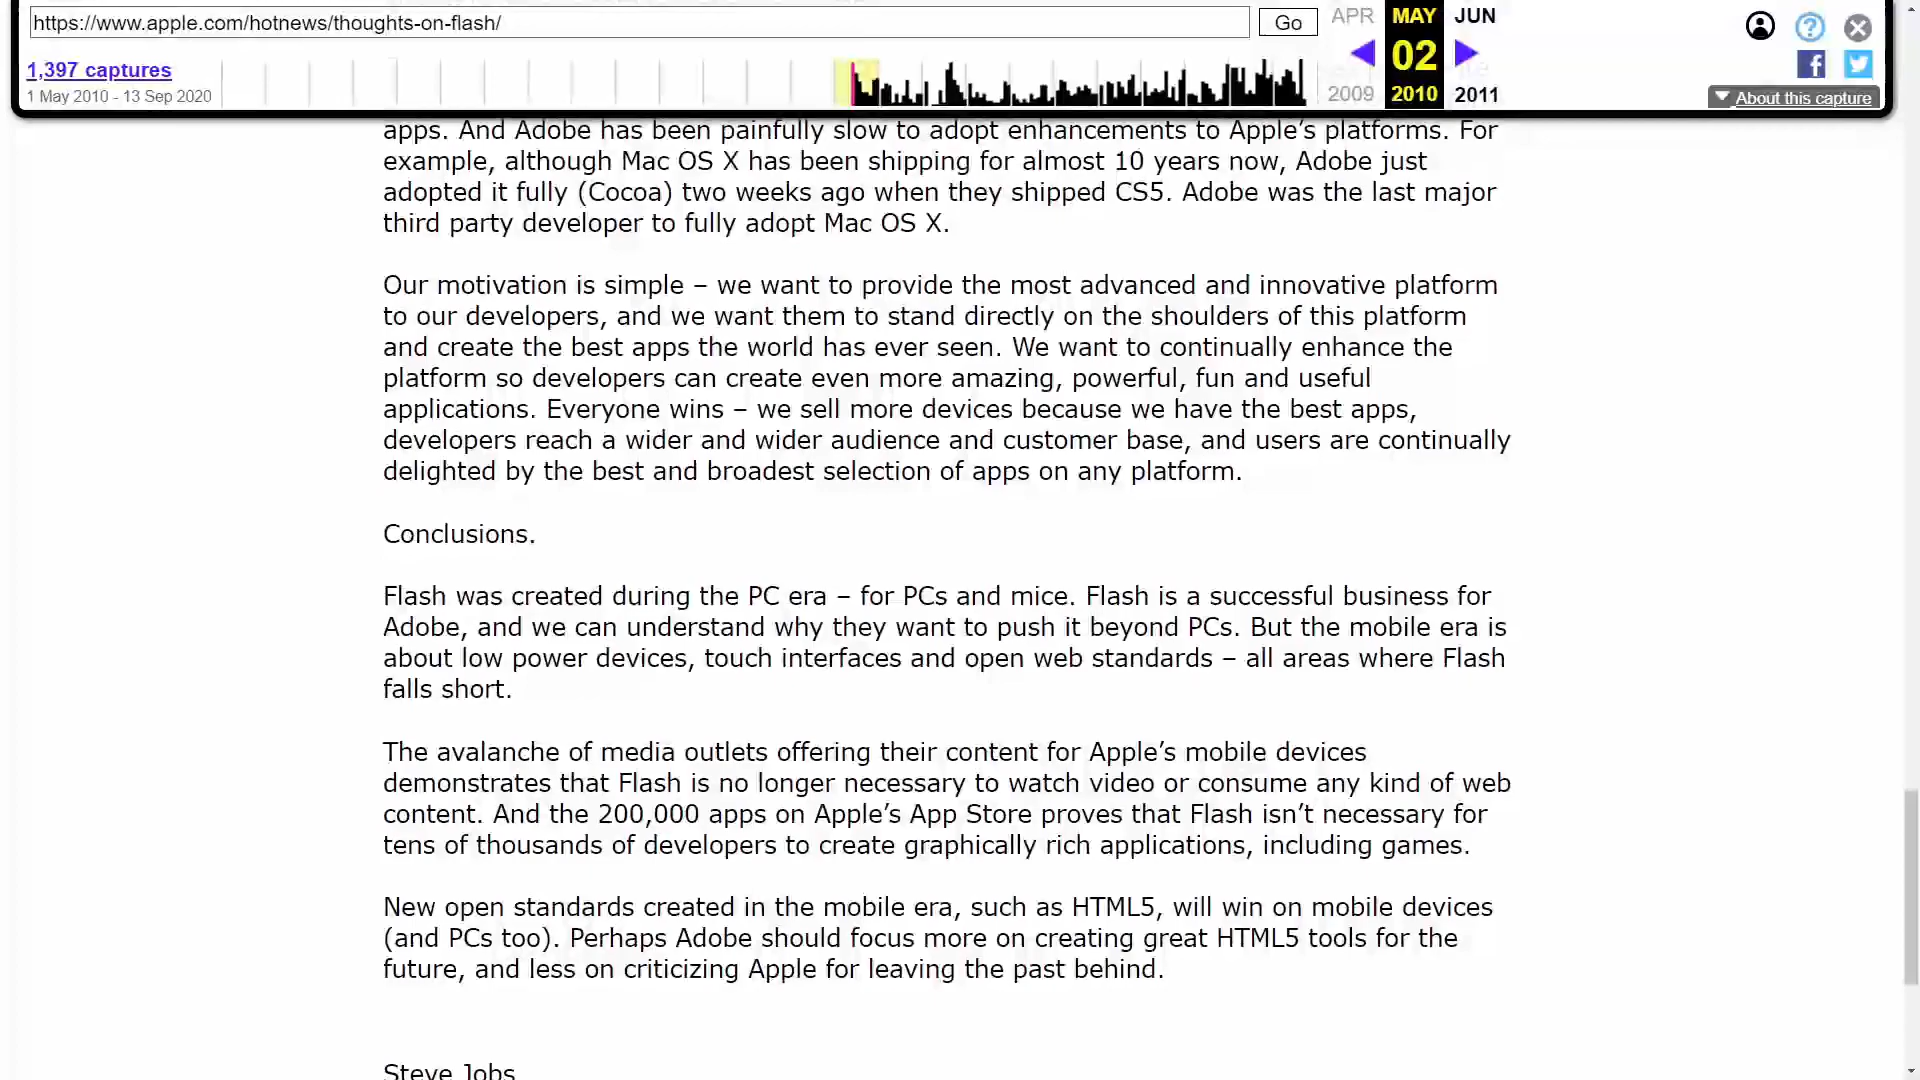 https://www.apple.com/hotnews/thoughts-on-flash/
Go
APR
MAY
JUN
1,397 captures
02
1 May 2010 - 13 Sep 2020
2009
2010
2011
About this capture
apps. And Adobe has been painfully slow to adopt enhancements to Apple’s platforms. For
example, although Mac OS X has been shipping for almost 10 years now, Adobe just
adopted it fully (Cocoa) two weeks ago when they shipped CS5. Adobe was the last major
third party developer to fully adopt Mac OS X.
Our motivation is simple – we want to provide the most advanced and innovative platform
to our developers, and we want them to stand directly on the shoulders of this platform
and create the best apps the world has ever seen. We want to continually enhance the
platform so developers can create even more amazing, powerful, fun and useful
applications. Everyone wins – we sell more devices because we have the best apps,
developers reach a wider and wider audience and customer base, and users are continually
delighted by the best and broadest selection of apps on any platform.
Conclusions.
Flash was created during the PC era – for PCs and mice. Flash is a successful business for
Adobe, and we can understand why they want to push it beyond PCs. But the mobile era is
about low power devices, touch interfaces and open web standards – all areas where Flash
falls short.
The avalanche of media outlets offering their content for Apple’s mobile devices
demonstrates that Flash is no longer necessary to watch video or consume any kind of web
content. And the 200,000 apps on Apple’s App Store proves that Flash isn’t necessary for
tens of thousands of developers to create graphically rich applications, including games.
New open standards created in the mobile era, such as HTML5, will win on mobile devices
(and PCs too). Perhaps Adobe should focus more on creating great HTML5 tools for the
future, and less on criticizing Apple for leaving the past behind.
Steve Jobs